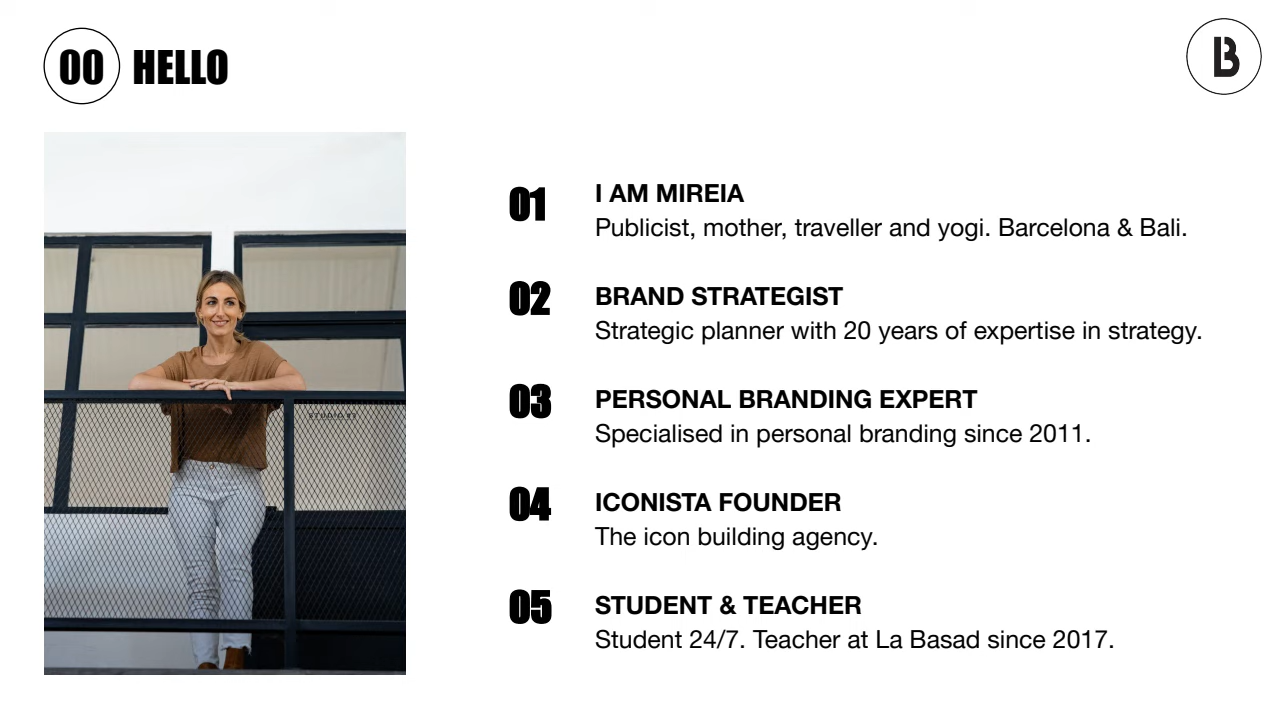 00 HELLO
B
01 I AM MIREIA
Publicist, mother, traveller and yogi. Barcelona & Bali.
02 BRAND STRATEGIST
Strategic planner with 20 years of expertise in strategy.
03 PERSONAL BRANDING EXPERT
Specialised in personal branding since 2011.
04 ICONISTA FOUNDER
The icon building agency.
05 STUDENT & TEACHER
Student 24/7. Teacher at La Basad since 2017.